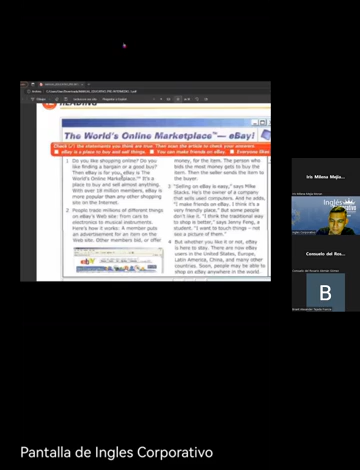 READING
The World's Online Marketplace™— eBay!
Check (✓) the statements you think are true. Then read the article to check your answers.
eBay is a place to buy and sell things. You can make friends on eBay. Everyone likes
1 Do you like shopping online? Do you
like finding a bargain or a good buy?
Then eBay is for you. eBay is The
World's Online Marketplace™. It's a
place to buy and sell almost anything.
With over 18 million members, eBay is
more popular than any other shopping
site on the Internet.
2 People trade millions of different things
on eBay's Web site: from cars to
electronics to musical instruments.
Here's how it works: A member puts
an advertisement for an item on the
Web site. Other members bid, or offer
money, for the item. The person who
bids the most money gets to buy the
item. Then the seller sends the item to
the buyer.
3 "Selling on eBay is easy," says Mike
Stacks. He's the owner of a company
that sells used computers. And he adds,
"I make friends on eBay. I think it's a
very friendly place." But some people
don't like it. "I think the traditional way
to shop is better," says Jenny Feng, a
student. "I want to touch things – not
see a picture of them."
4 But whether you like it or not, eBay
is here to stay. There are now eBay
users in the United States, Europe,
Latin America, China, and many other
countries. Soon, people may be able to
shop on eBay anywhere in the world.
Iris Milena Mejia...
Inglés
Consuelo del Ros...
B
Pantalla de Ingles Corporativo